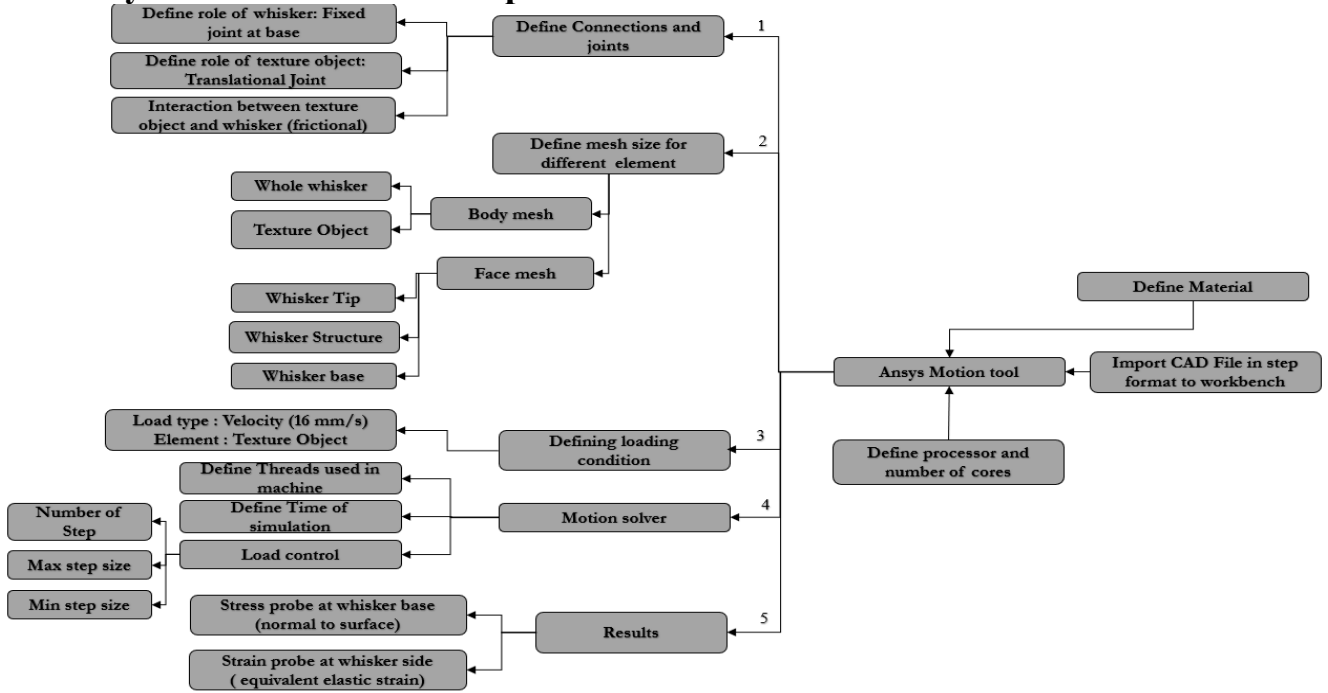 Define role of whisker: Fixed
joint at base
Define Connections and
joints
1
Define role of texture object:
Translational Joint
Interaction between texture
object and whisker (frictional)
Define mesh size for
different element
2
Whole whisker
Body mesh
Texture Object
Face mesh
Whisker Tip
Whisker Structure
Whisker base
Define Material
Ansys Motion tool
Import CAD File in step
format to workbench
Define processor and
number of cores
Load type : Velocity (16 mm/s)
Element : Texture Object
Defining loading
condition
3
Define Threads used in
machine
Define Time of
simulation
Motion solver
4
Load control
Number of
Step
Max step size
Min step size
Stress probe at whisker base
(normal to surface)
Results
5
Strain probe at whisker side
( equivalent elastic strain)